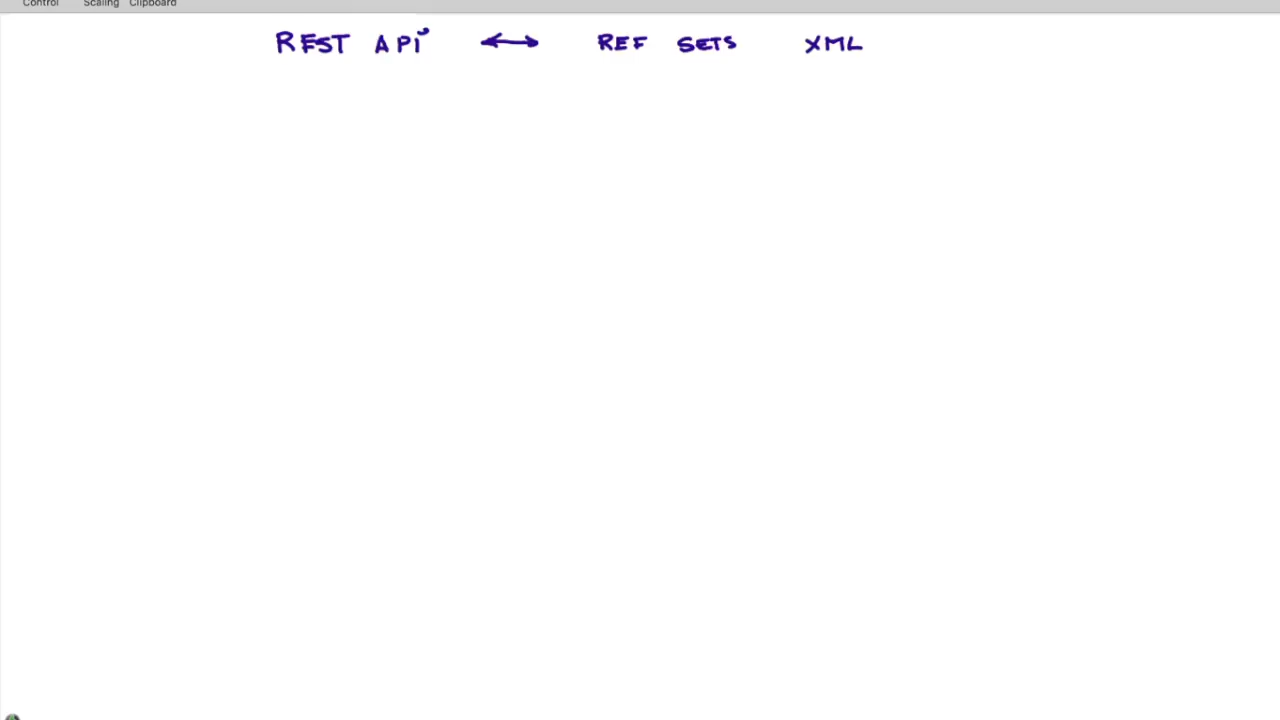 Control Scaling Clipboard
REST API ↔ REF SETS XML